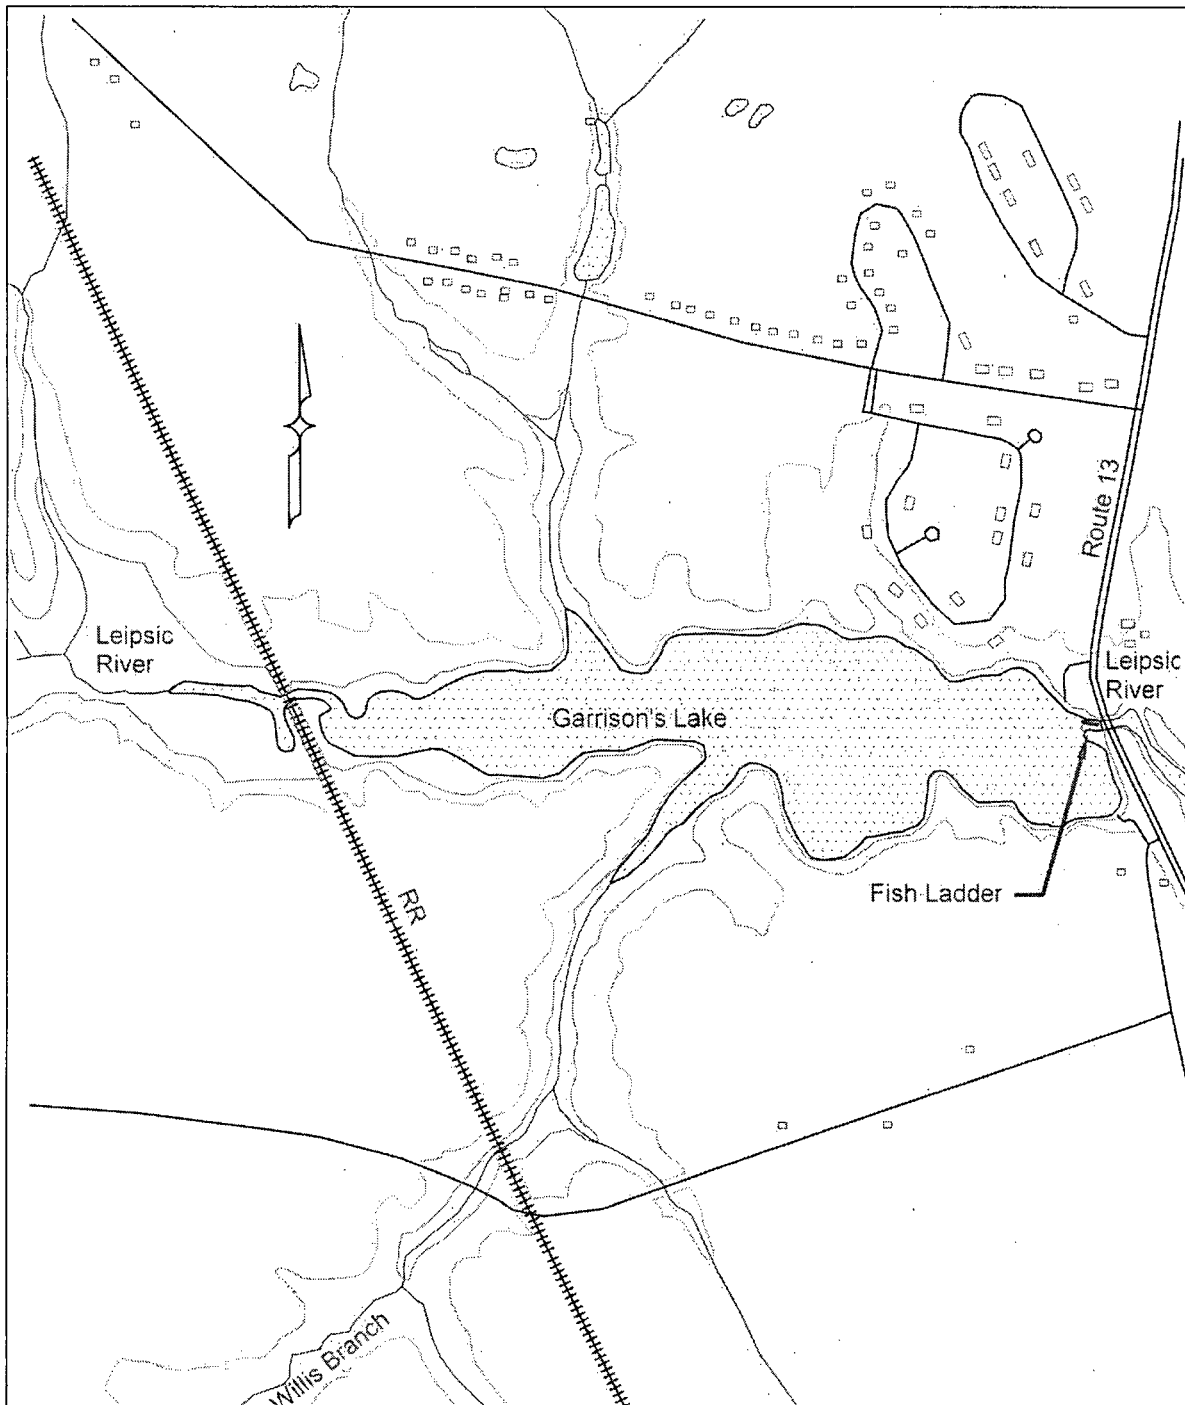 Route 13
Leipsic
River
Leipsic
River
Garrison's Lake
Fish Ladder
RR
Willis Branch